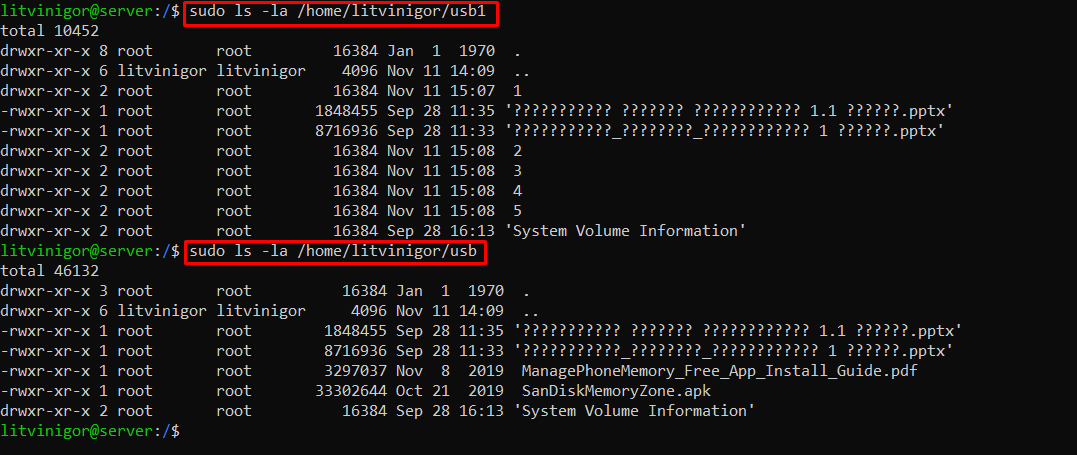 litvinigor@server:/$ sudo ls -la /home/litvinigor/usb1
total 10452
drwxr-xr-x 8 root       root          16384 Jan  1  1970  .
drwxr-xr-x 6 litvinigor litvinigor     4096 Nov 11 14:09  ..
drwxr-xr-x 2 root       root          16384 Nov 11 15:07  1
-rwxr-xr-x 1 root       root        1848455 Sep 28 11:35 '??????????? ??????? ???????????? 1.1 ??????.pptx'
-rwxr-xr-x 1 root       root        8716936 Sep 28 11:33 '???????????_????????_???????????? 1 ??????.pptx'
drwxr-xr-x 2 root       root          16384 Nov 11 15:08  2
drwxr-xr-x 2 root       root          16384 Nov 11 15:08  3
drwxr-xr-x 2 root       root          16384 Nov 11 15:08  4
drwxr-xr-x 2 root       root          16384 Nov 11 15:08  5
drwxr-xr-x 2 root       root          16384 Sep 28 16:13 'System Volume Information'
litvinigor@server:/$ sudo ls -la /home/litvinigor/usb
total 46132
drwxr-xr-x 3 root       root           16384 Jan  1  1970  .
drwxr-xr-x 6 litvinigor litvinigor      4096 Nov 11 14:09  ..
-rwxr-xr-x 1 root       root         1848455 Sep 28 11:35 '??????????? ??????? ???????????? 1.1 ??????.pptx'
-rwxr-xr-x 1 root       root         8716936 Sep 28 11:33 '???????????_????????_???????????? 1 ??????.pptx'
-rwxr-xr-x 1 root       root         3297037 Nov  8  2019  ManagePhoneMemory_Free_App_Install_Guide.pdf
-rwxr-xr-x 1 root       root        33302644 Oct 21  2019  SanDiskMemoryZone.apk
drwxr-xr-x 2 root       root           16384 Sep 28 16:13 'System Volume Information'
litvinigor@server:/$